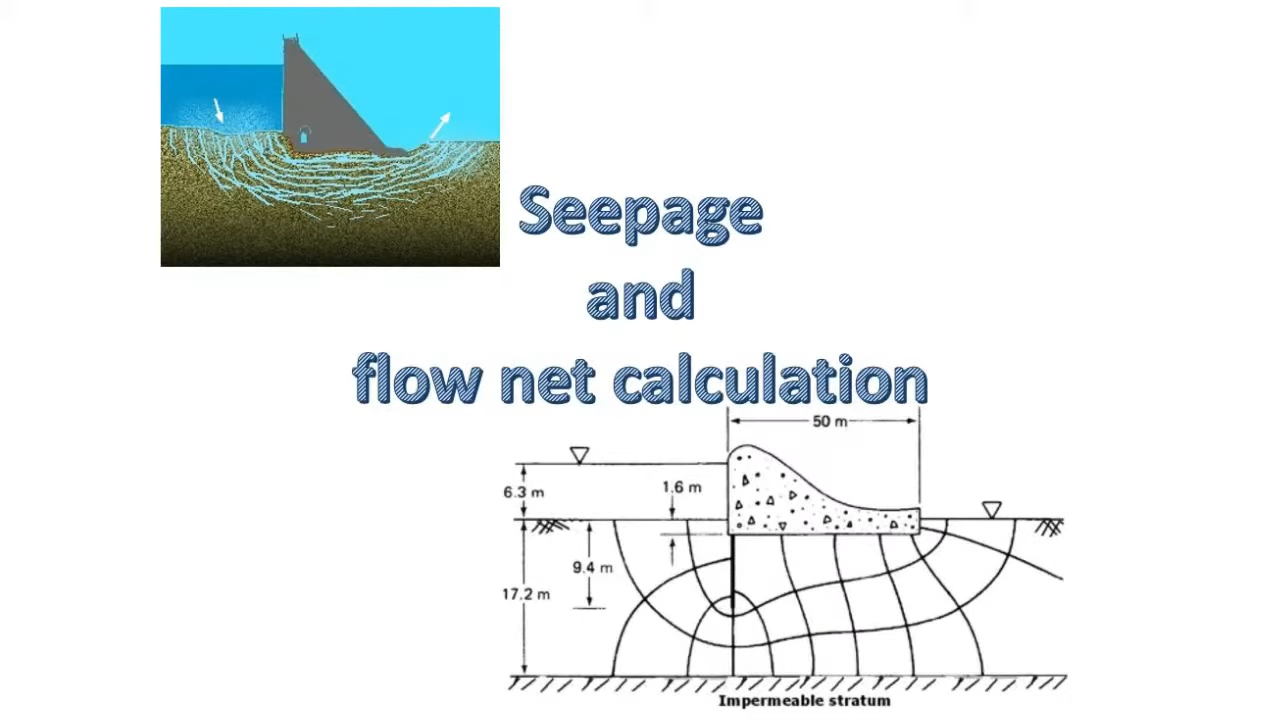 Seepage
and
flow net calculation
50 m
6.3 m
1.6 m
9.4 m
17.2 m
Impermeable stratum